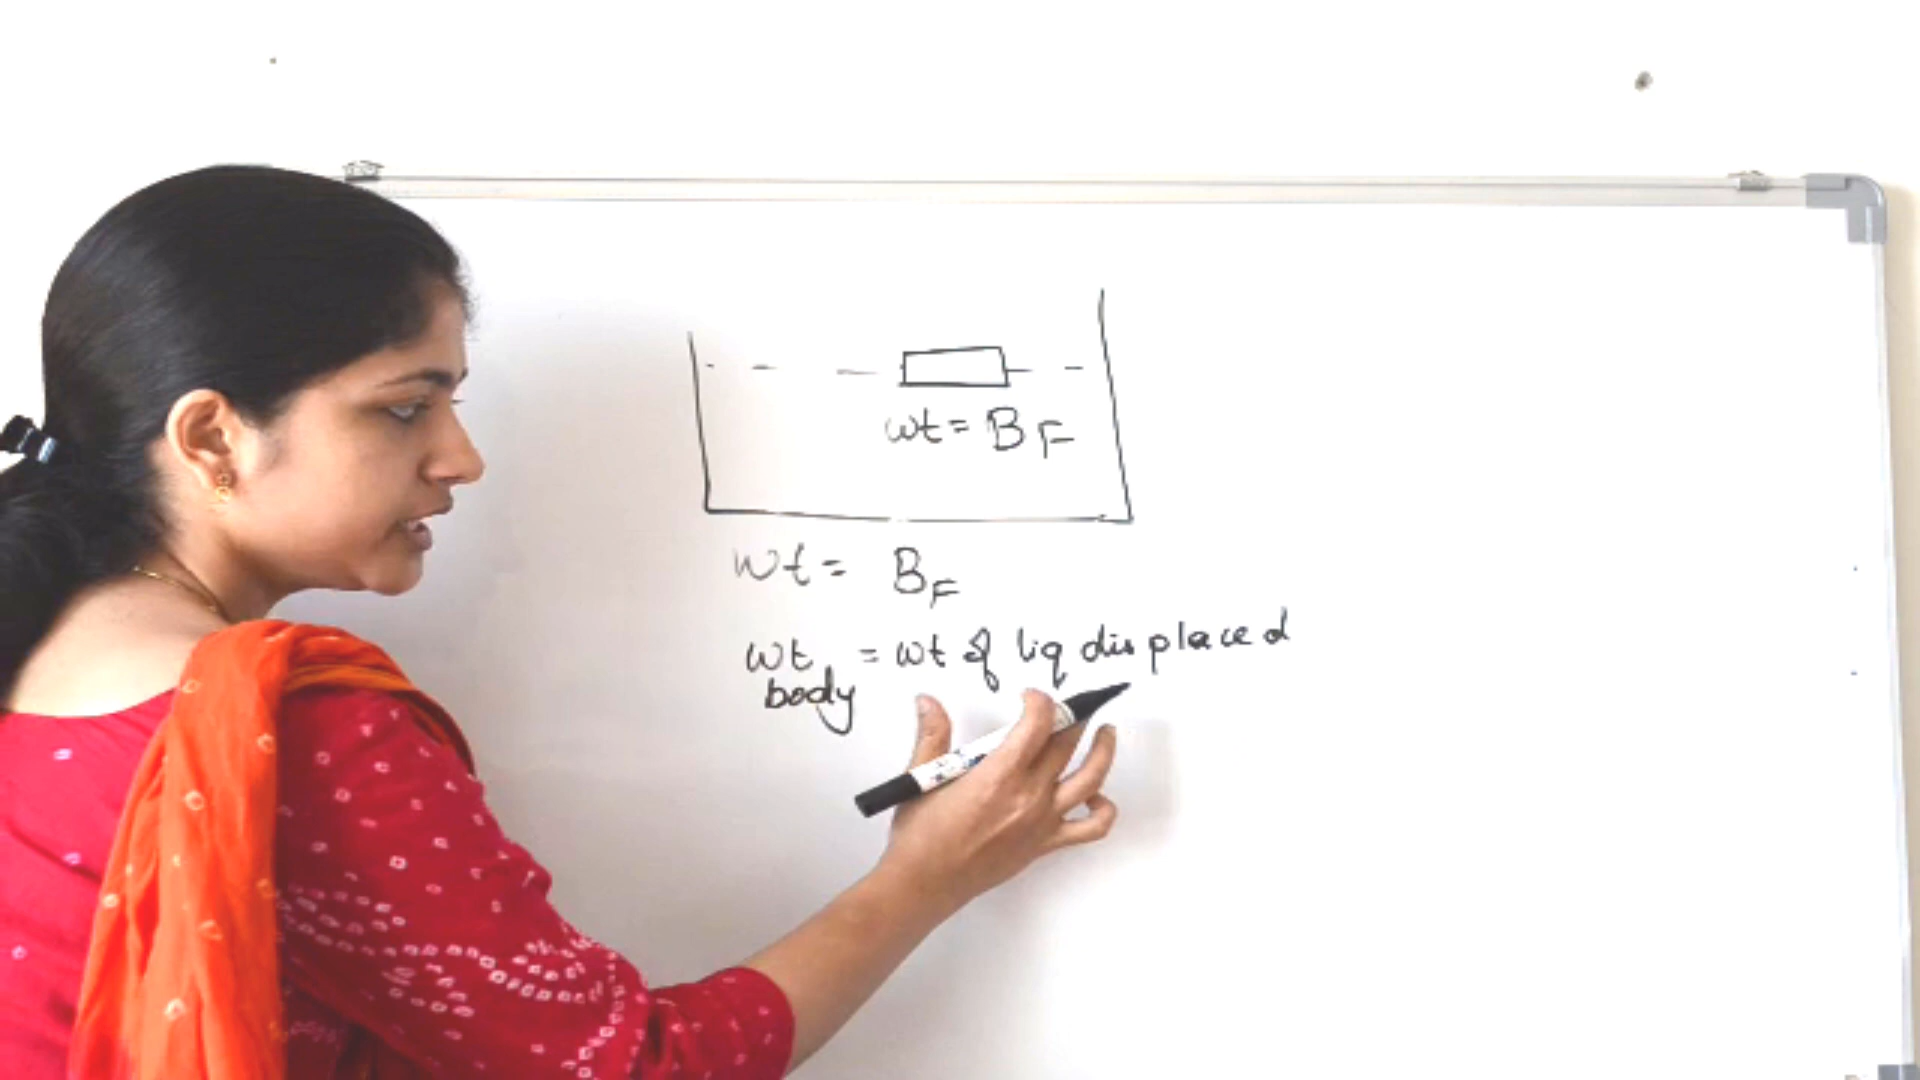 wt = BF
wt = BF
wt body = wt of liq displaced